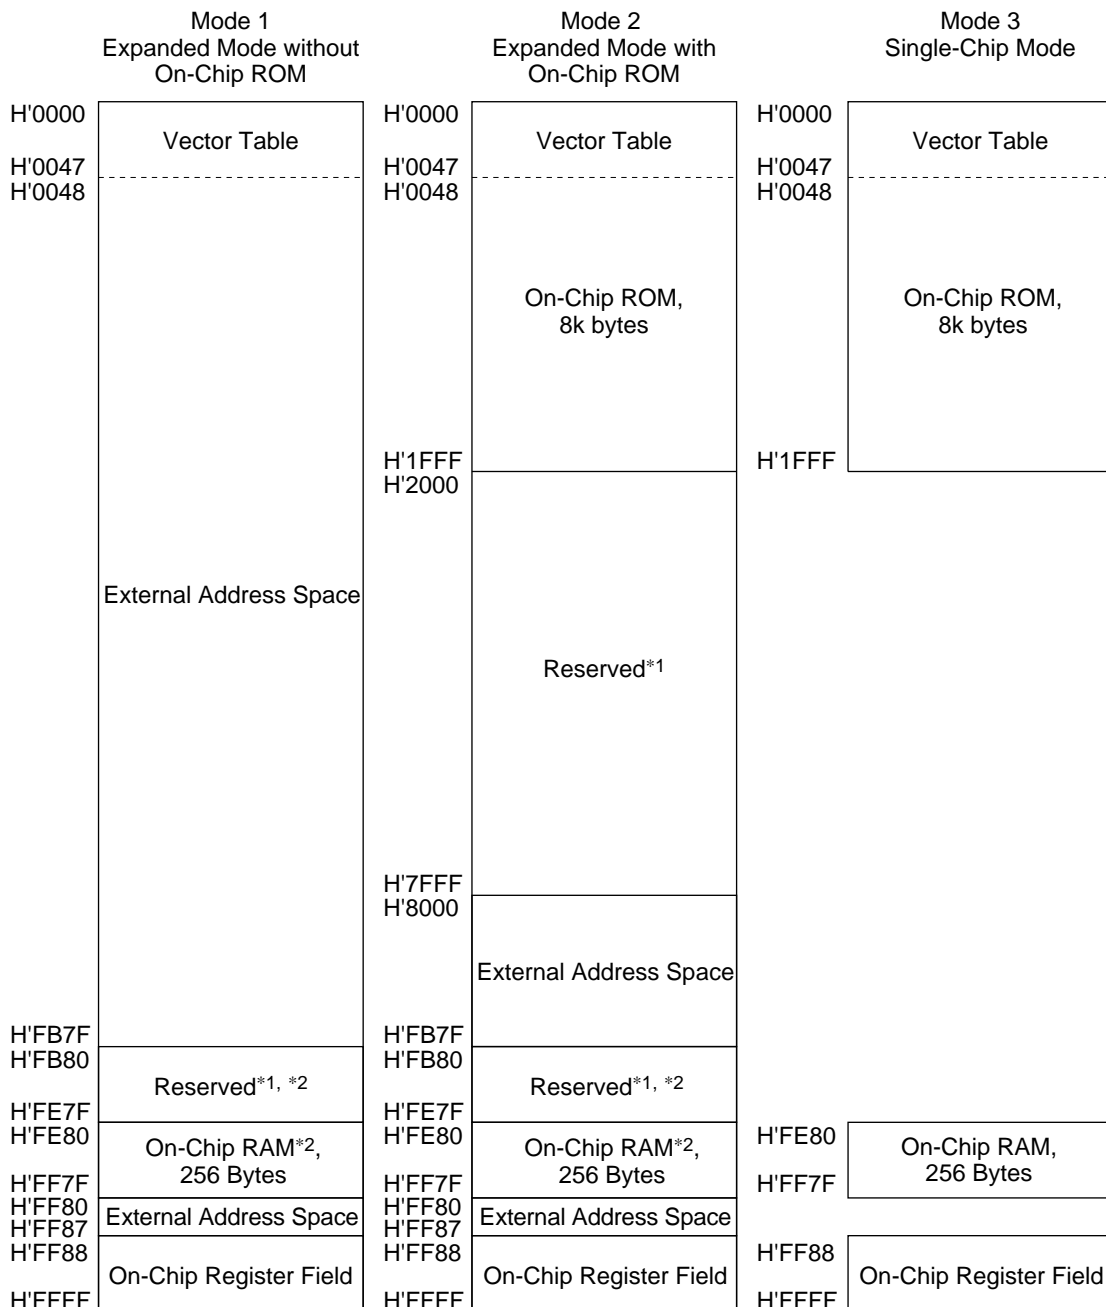 Mode 1
Expanded Mode without
On-Chip ROM
H'0000
Vector Table
H'0047
H'0048
External Address Space
H'FB7F
H'FB80
Reserved*1, *2
H'FE7F
H'FE80
On-Chip RAM*2,
256 Bytes
H'FF7F
H'FF80
External Address Space
H'FF87
H'FF88
On-Chip Register Field
H'FFFF
Mode 2
Expanded Mode with
On-Chip ROM
H'0000
Vector Table
H'0047
H'0048
On-Chip ROM,
8k bytes
H'1FFF
H'2000
Reserved*1
H'7FFF
H'8000
External Address Space
H'FB7F
H'FB80
Reserved*1, *2
H'FE7F
H'FE80
On-Chip RAM*2,
256 Bytes
H'FF7F
H'FF80
External Address Space
H'FF87
H'FF88
On-Chip Register Field
H'FFFF
Mode 3
Single-Chip Mode
H'0000
Vector Table
H'0047
H'0048
On-Chip ROM,
8k bytes
H'1FFF
H'FE80
On-Chip RAM,
256 Bytes
H'FF7F
H'FF88
On-Chip Register Field
H'FFFF